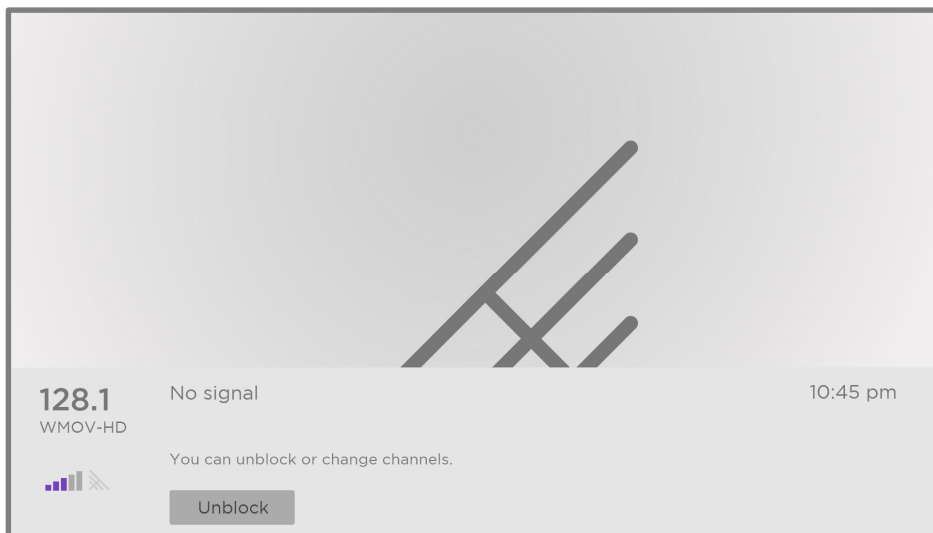 128.1
No signal
10:45 pm
WMOV-HD
You can unblock or change channels.
Unblock